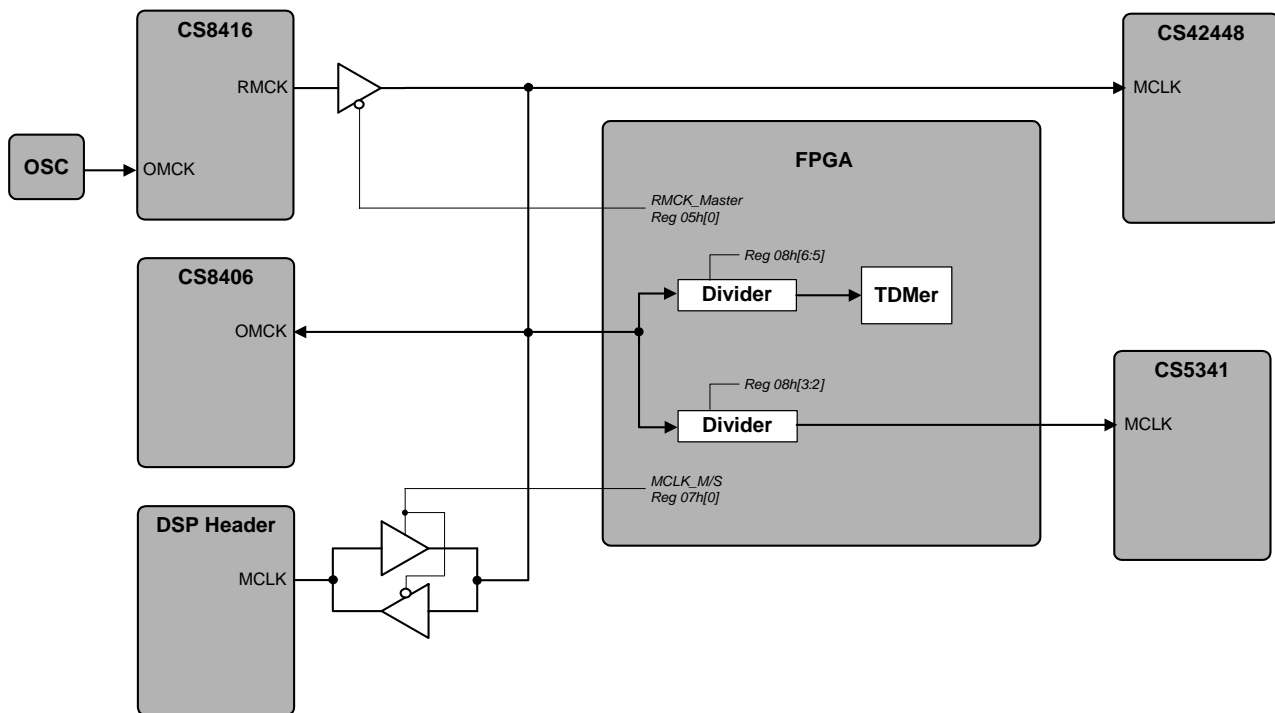 CS8416
RMCK
OMCK
OSC
CS42448
MCLK
FPGA
RMCK_Master
Reg 05h[0]
Reg 08h[6:5]
Divider
TDMer
Reg 08h[3:2]
Divider
MCLK_M/S
Reg 07h[0]
CS8406
OMCK
CS5341
MCLK
DSP Header
MCLK